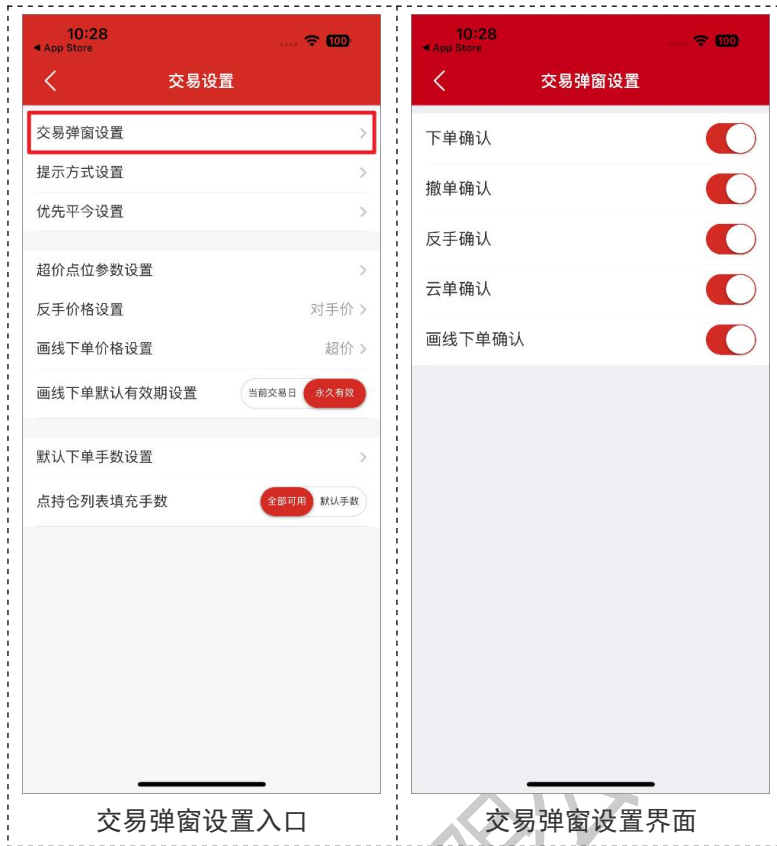 10:28
App Store
100
交易设置
交易弹窗设置
提示方式设置
优先平今设置
超价点位参数设置
反手价格设置 对手价
画线下单价格设置 超价
画线下单默认有效期设置 当前交易日 永久有效
默认下单手数设置
点持仓列表填充手数 全部可用 默认手数
交易弹窗设置入口
10:28
App Store
100
交易弹窗设置
下单确认
撤单确认
反手确认
云单确认
画线下单确认
交易弹窗设置界面